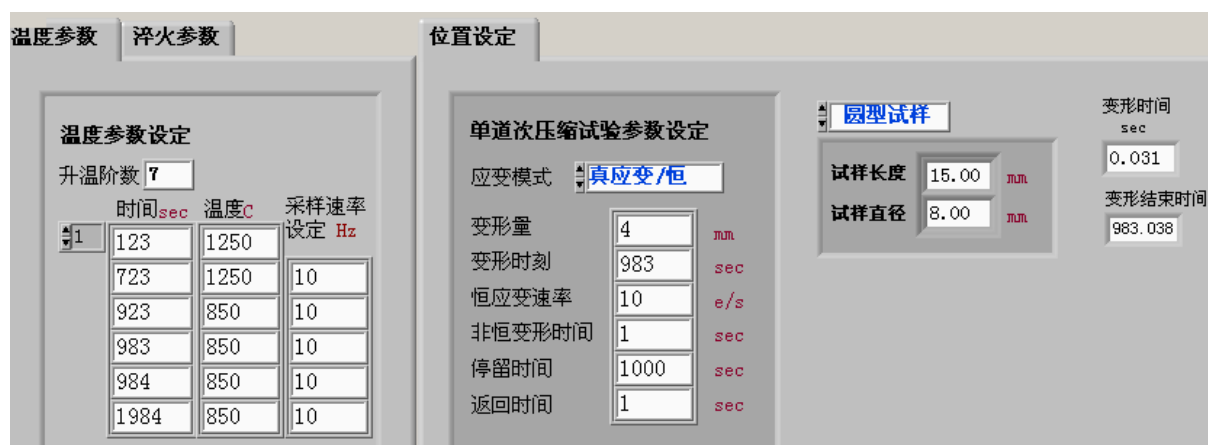 温度参数 淬火参数
温度参数设定
升温阶数 7
时间sec 温度C 采样速率设定 Hz
1 123 1250
723 1250 10
923 850 10
983 850 10
984 850 10
1984 850 10
位置设定
单道次压缩试验参数设定
应变模式 真应变/恒
变形量 4 mm
变形时刻 983 sec
恒应变速率 10 e/s
非恒变形时间 1 sec
停留时间 1000 sec
返回时间 1 sec
圆型试样
试样长度 15.00 mm
试样直径 8.00 mm
变形时间
sec
0.031
变形结束时间
983.038